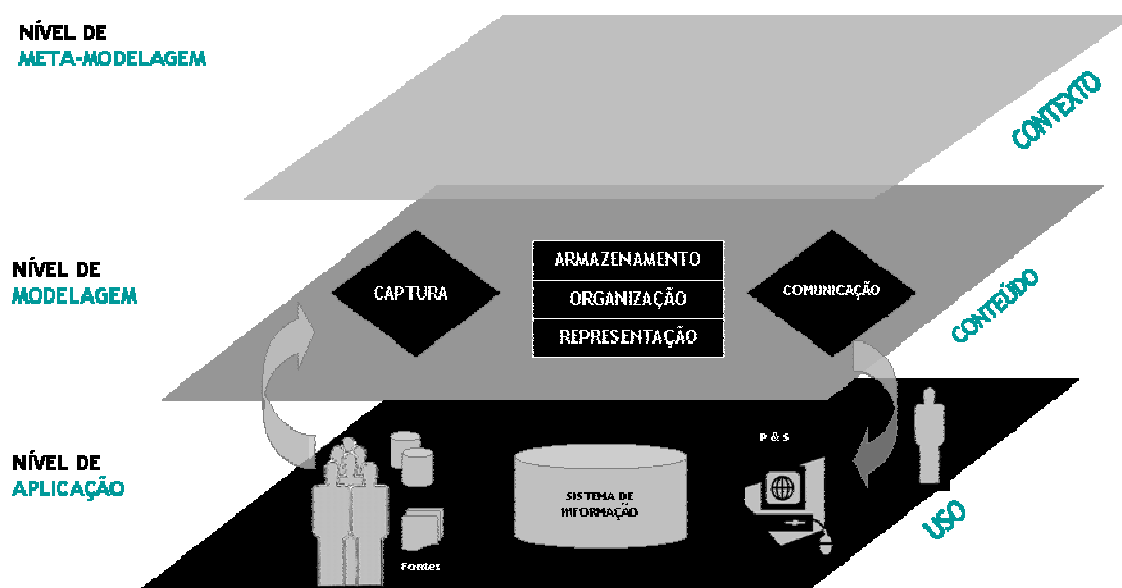 NÍVEL DE
META-MODELAGEM
CONTEXTO
NÍVEL DE
MODELAGEM
CAPTURA
ARMAZENAMENTO
ORGANIZAÇÃO
REPRESENTAÇÃO
COMUNICAÇÃO
CONTEÚDO
NÍVEL DE
APLICAÇÃO
Fontes
SISTEMA DE
INFORMAÇÃO
P & S
USO